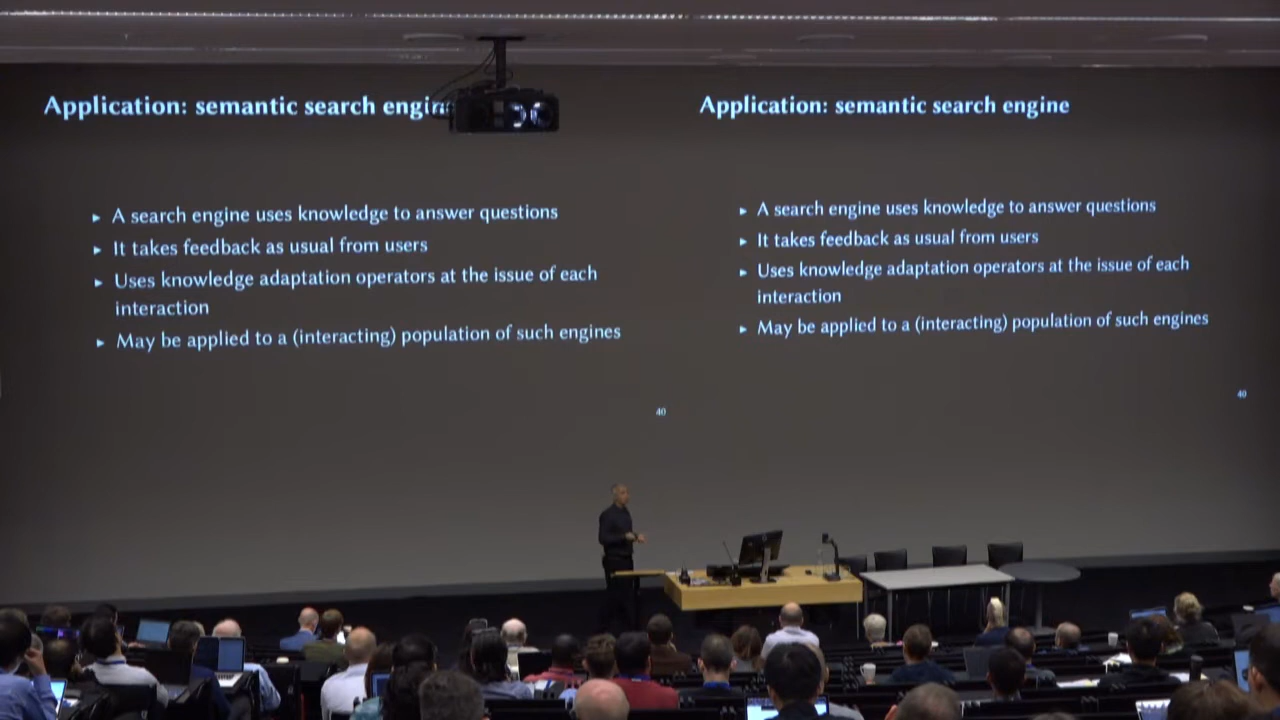 Application: semantic search engin
▸ A search engine uses knowledge to answer questions
▸ It takes feedback as usual from users
▸ Uses knowledge adaptation operators at the issue of each
interaction
▸ May be applied to a (interacting) population of such engines
40
Application: semantic search engine
▸ A search engine uses knowledge to answer questions
▸ It takes feedback as usual from users
▸ Uses knowledge adaptation operators at the issue of each
interaction
▸ May be applied to a (interacting) population of such engines
40